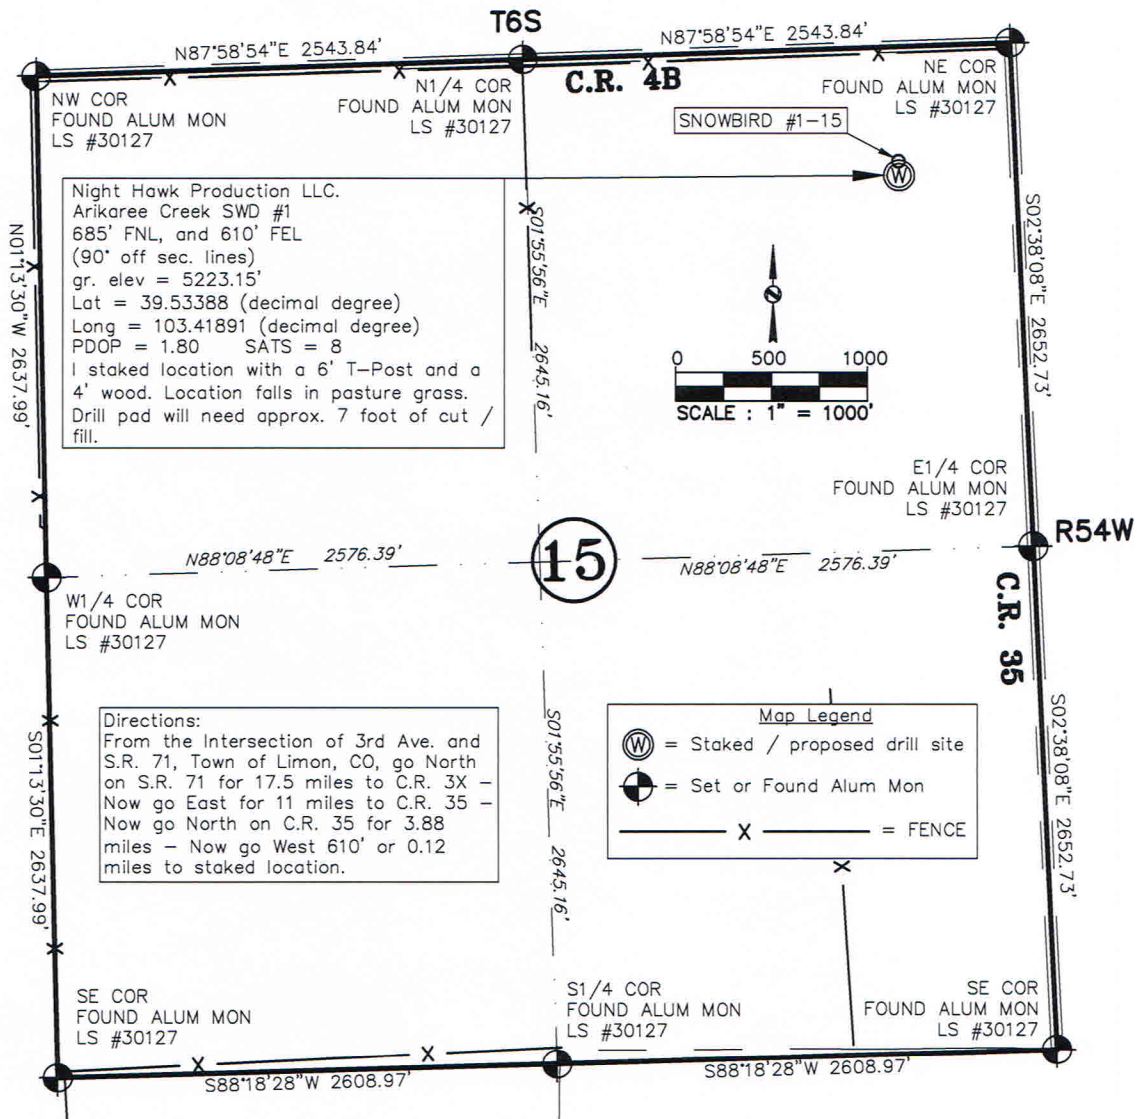 T6S
N87°58'54"E 2543.84'
N87°58'54"E 2543.84'
C.R. 4B
NW COR
FOUND ALUM MON
LS #30127
N1/4 COR
FOUND ALUM MON
LS #30127
NE COR
FOUND ALUM MON
LS #30127
SNOWBIRD #1-15
W
Night Hawk Production LLC.
Arikaree Creek SWD #1
685' FNL, and 610' FEL
(90° off sec. lines)
gr. elev = 5223.15'
Lat = 39.53388 (decimal degree)
Long = 103.41891 (decimal degree)
PDOP = 1.80 SATS = 8
I staked location with a 6' T-Post and a
4' wood. Location falls in pasture grass.
Drill pad will need approx. 7 foot of cut /
fill.
N01°13'30"W 2637.99'
S01°55'56"E 2645.16'
S02°38'08"E 2652.73'
N
0 500 1000
SCALE : 1" = 1000'
E1/4 COR
FOUND ALUM MON
LS #30127
R54W
N88°08'48"E 2576.39'
15
N88°08'48"E 2576.39'
W1/4 COR
FOUND ALUM MON
LS #30127
C.R. 35
Directions:
From the Intersection of 3rd Ave. and
S.R. 71, Town of Limon, CO, go North
on S.R. 71 for 17.5 miles to C.R. 3X -
Now go East for 11 miles to C.R. 35 -
Now go North on C.R. 35 for 3.88
miles - Now go West 610' or 0.12
miles to staked location.
Map Legend
W = Staked / proposed drill site
= Set or Found Alum Mon
X = FENCE
S01°13'30"E 2637.99'
S01°55'56"E 2645.16'
S02°38'08"E 2652.73'
SE COR
FOUND ALUM MON
LS #30127
S1/4 COR
FOUND ALUM MON
LS #30127
SE COR
FOUND ALUM MON
LS #30127
S88°18'28"W 2608.97'
S88°18'28"W 2608.97'